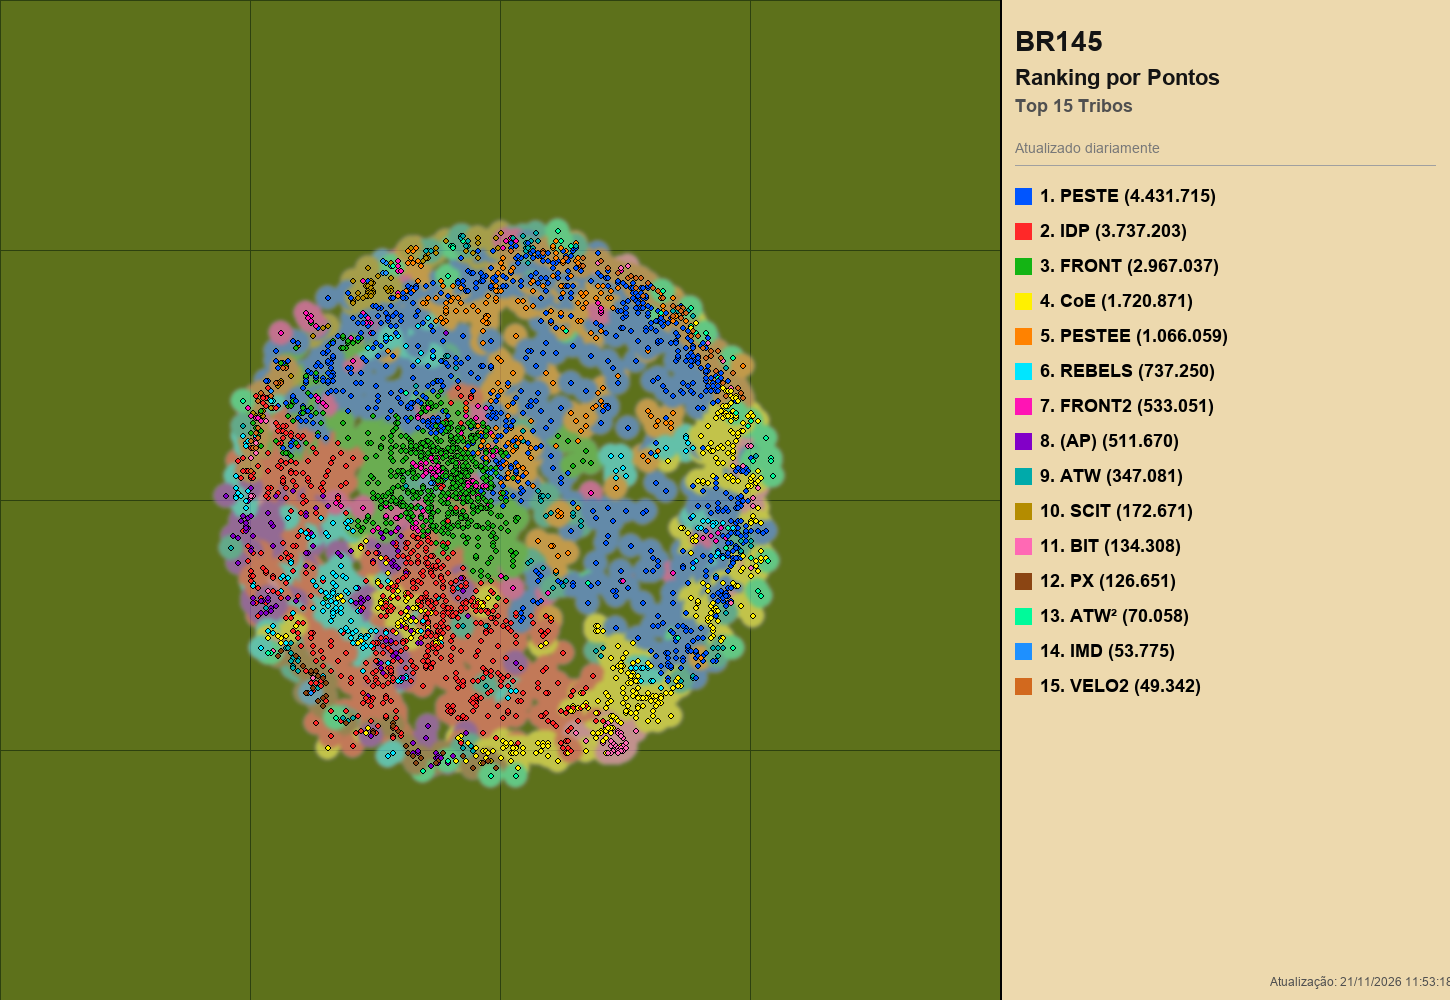 BR145
Ranking por Pontos
Top 15 Tribos
Atualizado diariamente
1. PESTE (4.431.715)
2. IDP (3.737.203)
3. FRONT (2.967.037)
4. CoE (1.720.871)
5. PESTEE (1.066.059)
6. REBELS (737.250)
7. FRONT2 (533.051)
8. (AP) (511.670)
9. ATW (347.081)
10. SCIT (172.671)
11. BIT (134.308)
12. PX (126.651)
13. ATW² (70.058)
14. IMD (53.775)
15. VELO2 (49.342)
Atualização: 21/11/2026 11:53:18